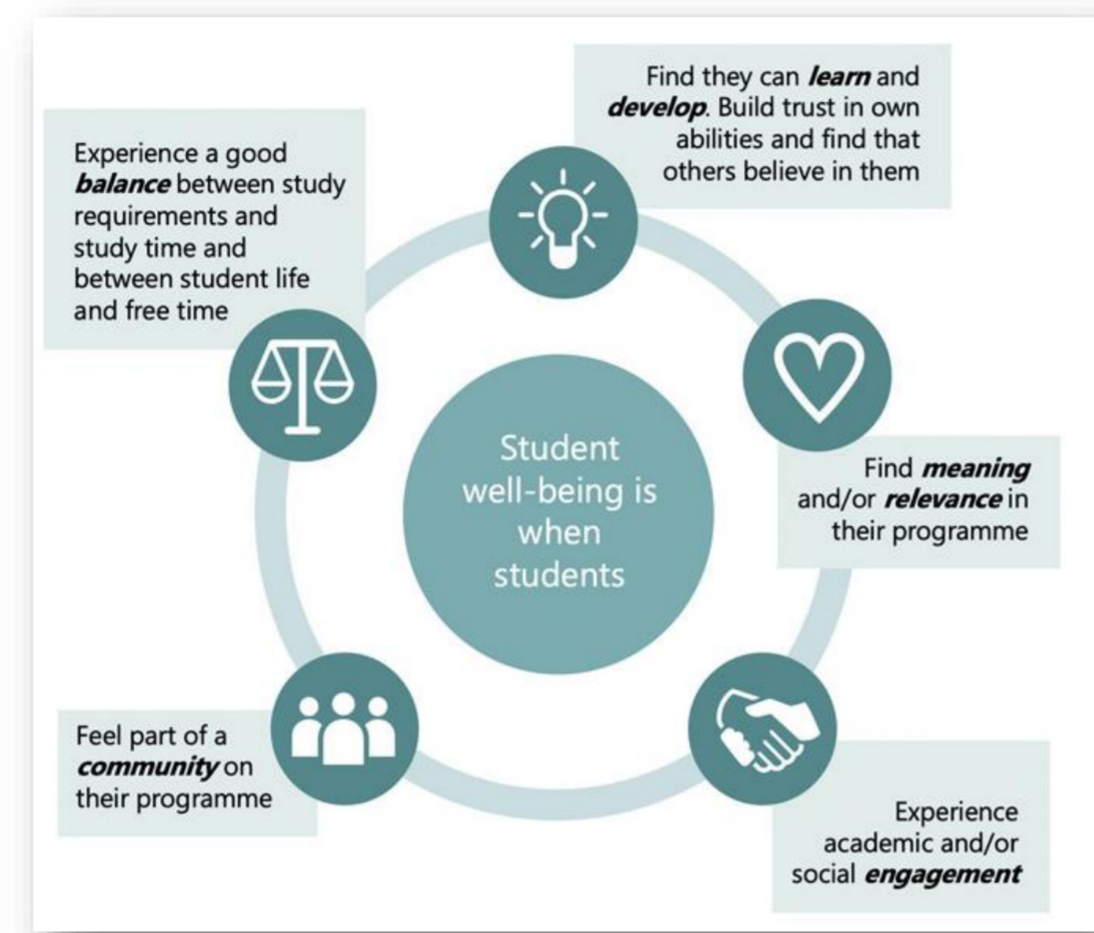 Find they can learn and
develop. Build trust in own
abilities and find that
others believe in them
Experience a good
balance between study
requirements and
study time and
between student life
and free time
Student
well-being is
when
students
Find meaning
and/or relevance in
their programme
Feel part of a
community on
their programme
Experience
academic and/or
social engagement